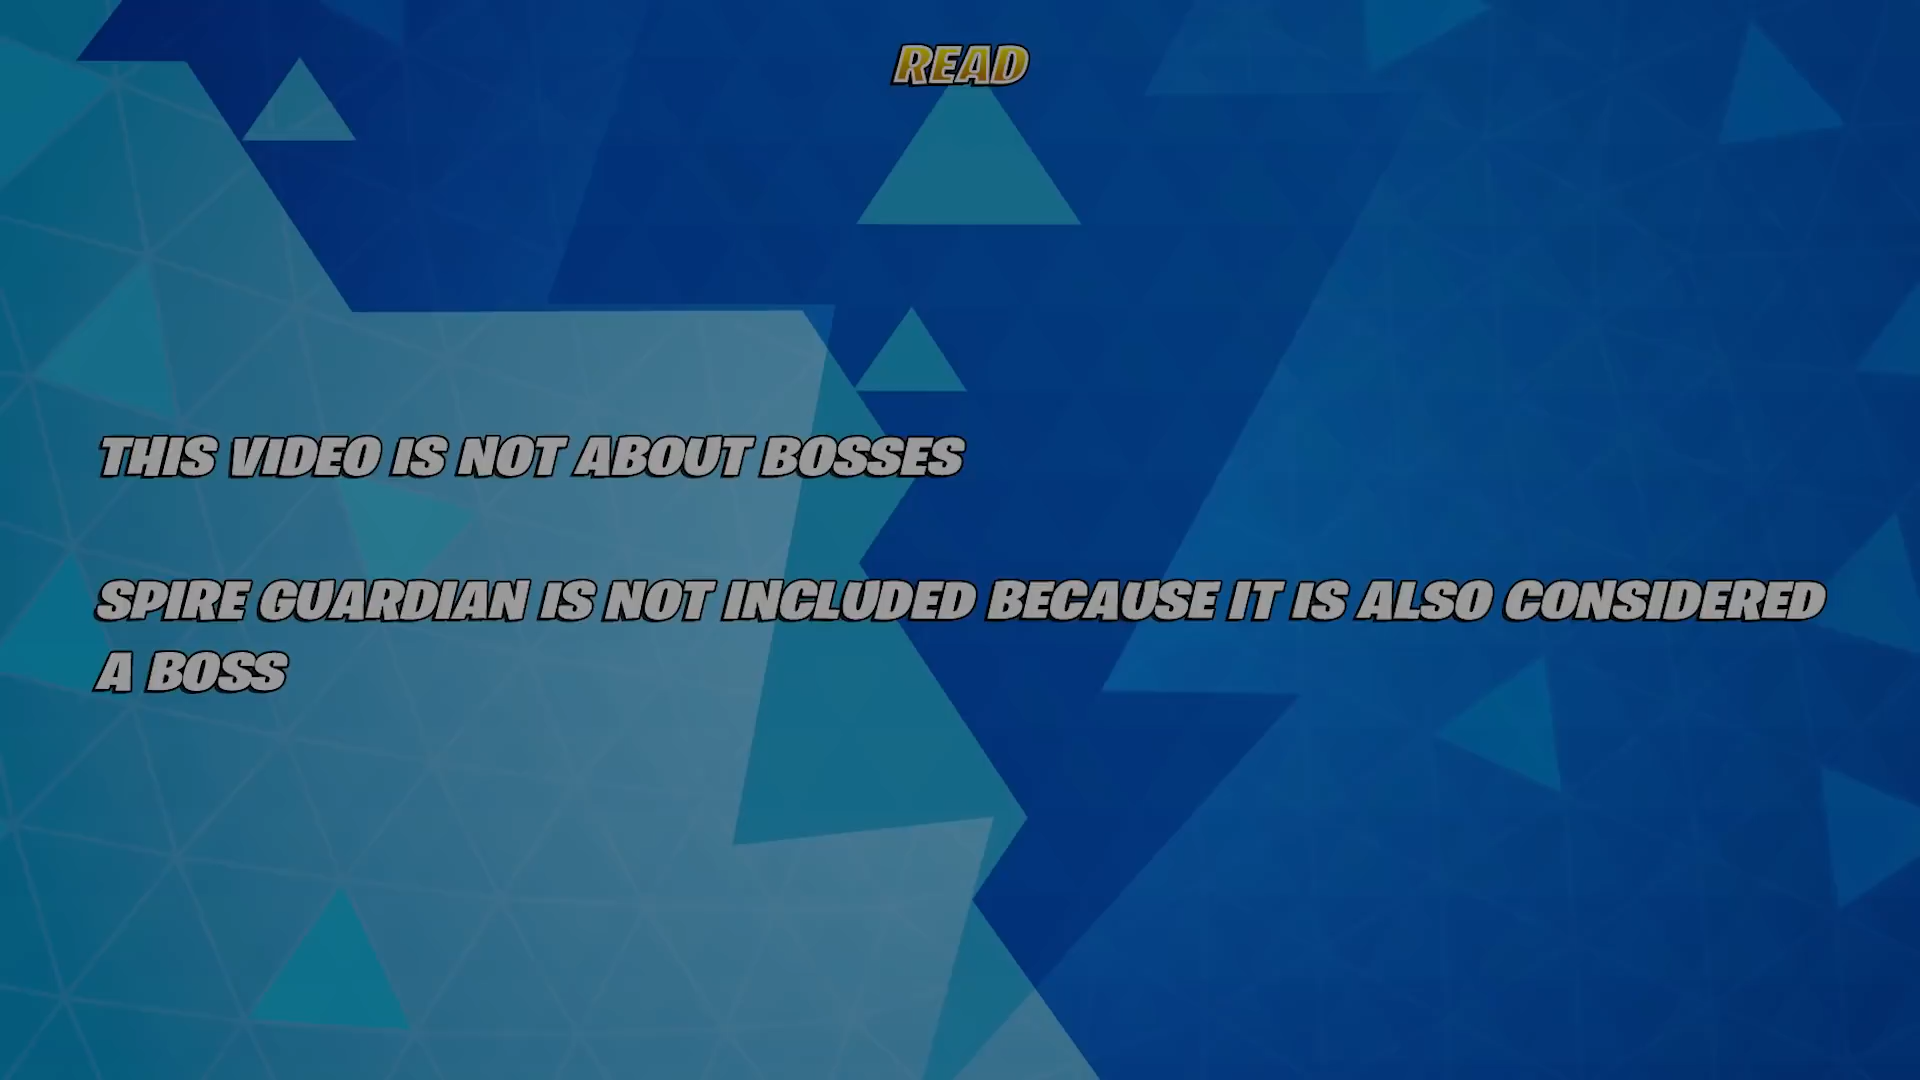 READ
THIS VIDEO IS NOT ABOUT BOSSES
SPIRE GUARDIAN IS NOT INCLUDED BECAUSE IT IS ALSO CONSIDERED
A BOSS